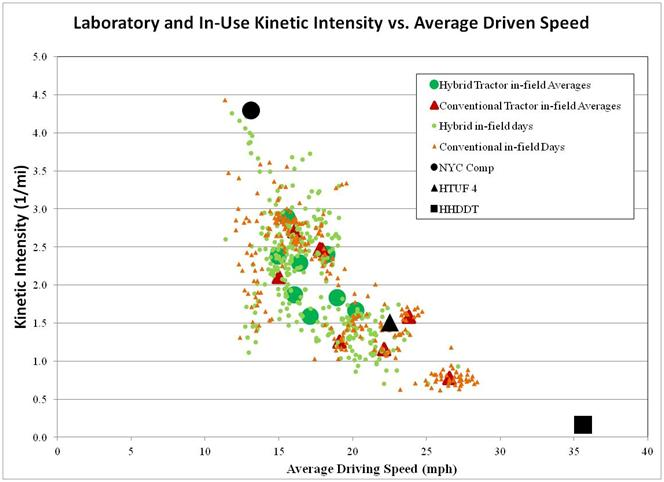 Laboratory and In-Use Kinetic Intensity vs. Average Driven Speed
Kinetic Intensity (1/mi)
5.0
4.5
4.0
3.5
3.0
2.5
2.0
1.5
1.0
0.5
0.0
Hybrid Tractor in-field Averages
Conventional Tractor in-field Averages
Hybrid in-field days
Conventional in-field Days
NYC Comp
HTUF 4
HHDDT
0 5 10 15 20 25 30 35 40
Average Driving Speed (mph)